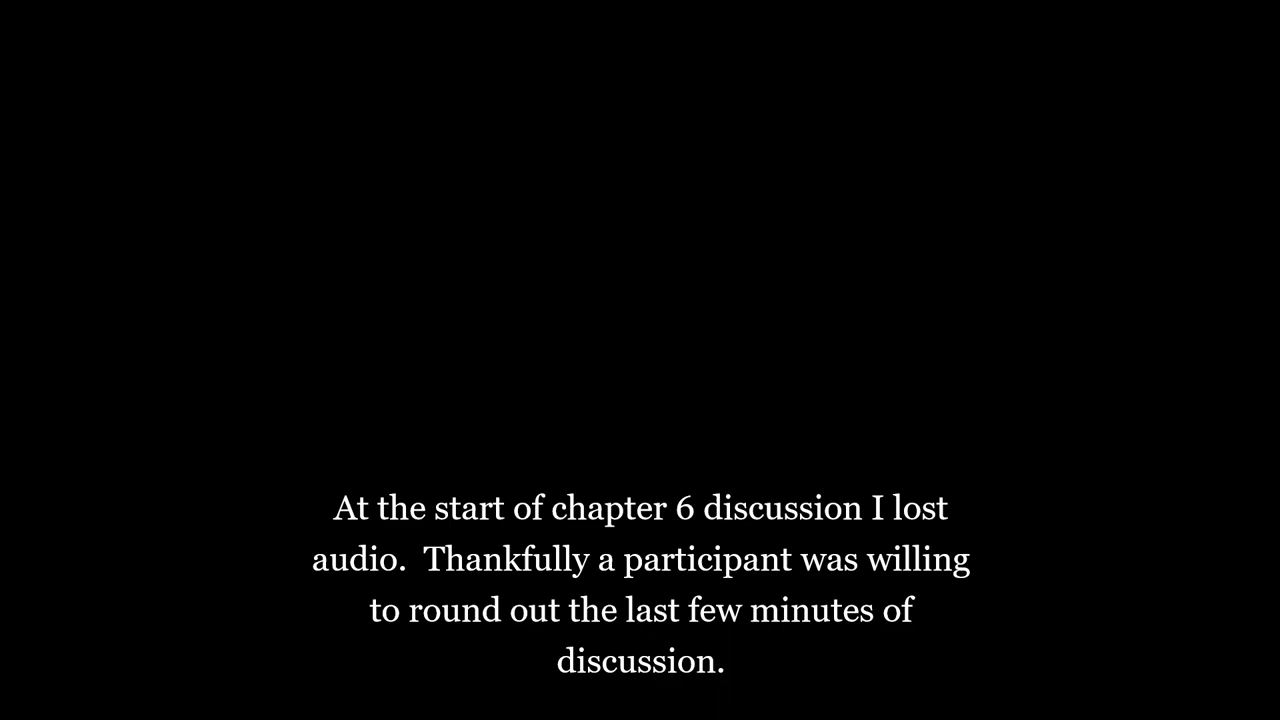 At the start of chapter 6 discussion I lost
audio.  Thankfully a participant was willing
to round out the last few minutes of
discussion.